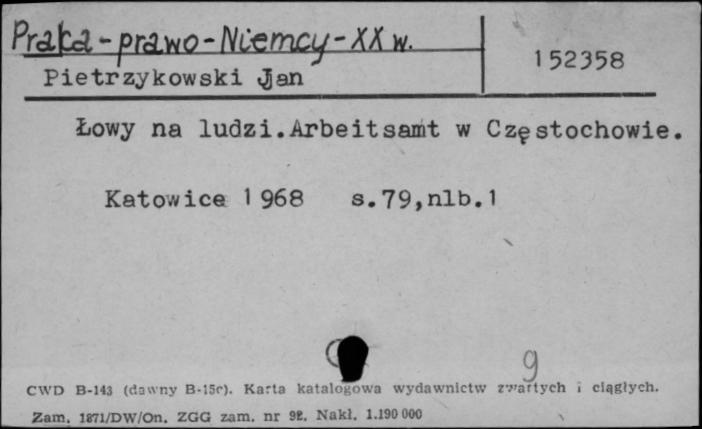 Praca-prawo-Niemcy-XX w.
152358
Pietrzykowski Jan
Łowy na ludzi.Arbeitsamt w Częstochowie.
Katowice 1968 s.79,nlb.1
9
CWD B-143 (dawny B-15c). Karta katalogowa wydawnictw zwartych i ciągłych.
Zam. 1871/DW/On. ZGG zam. nr 92. Nakł. 1.190 000